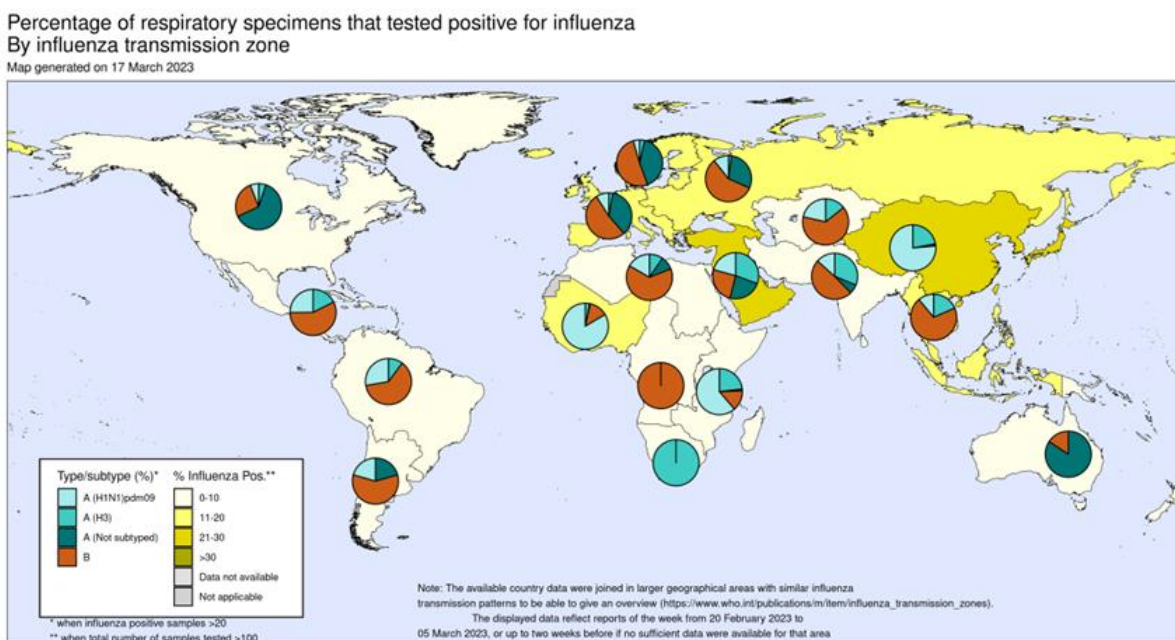 Percentage of respiratory specimens that tested positive for influenza
By influenza transmission zone
Map generated on 17 March 2023
Type/subtype (%)*
A (H1N1)pdm09
A (H3)
A (Not subtyped)
B
% Influenza Pos.**
0-10
11-20
21-30
>30
Data not available
Not applicable
* when influenza positive samples >20
** when total number of samples tested >100
Note: The available country data were joined in larger geographical areas with similar influenza
transmission patterns to be able to give an overview (https://www.who.int/publications/m/item/influenza_transmission_zones).
The displayed data reflect reports of the week from 20 February 2023 to
05 March 2023, or up to two weeks before if no sufficient data were available for that area